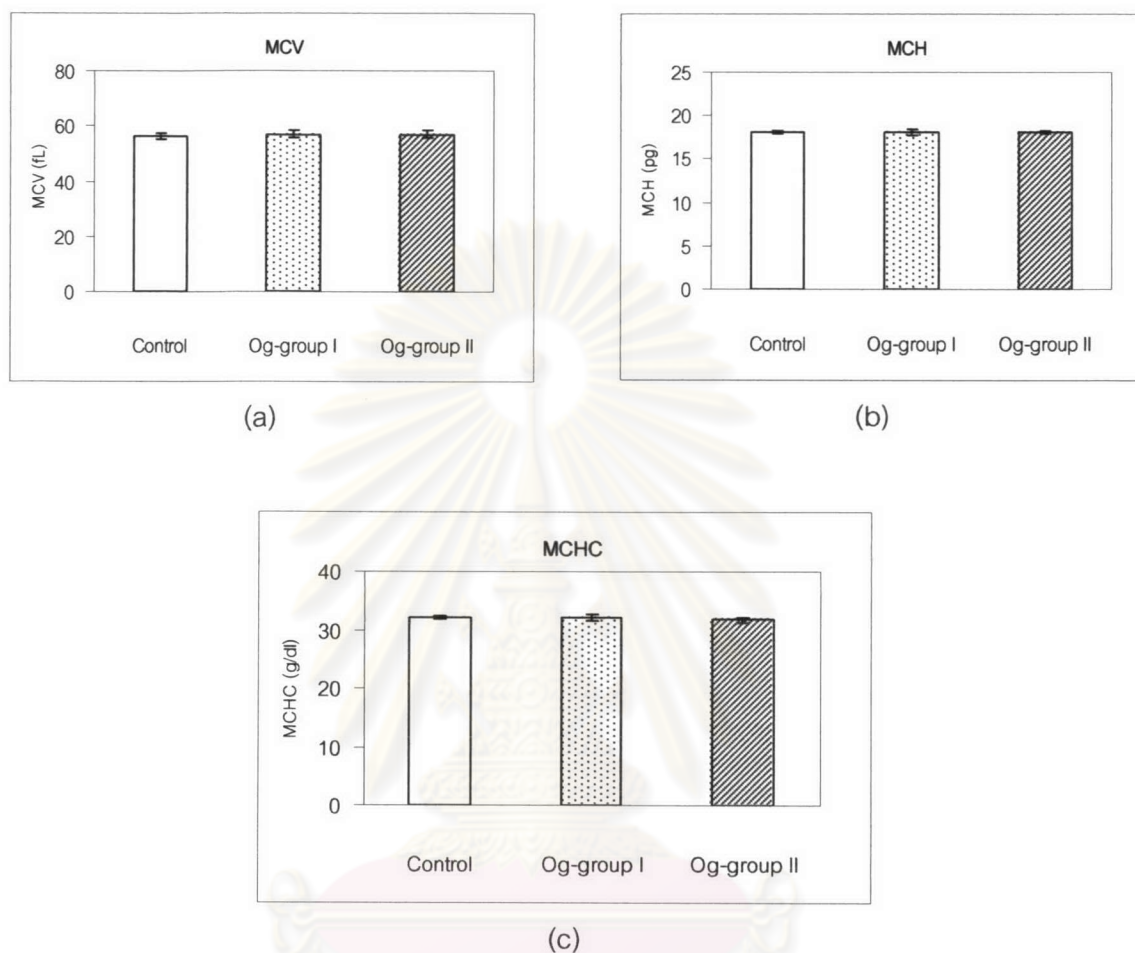 MCV
80
60
40
20
0
MCV (fL)
Control Og-group I Og-group II
(a)
MCH
25
20
15
10
5
0
MCH (pg)
Control Og-group I Og-group II
(b)
MCHC
40
30
20
10
0
MCHC (g/dl)
Control Og-group I Og-group II
(c)